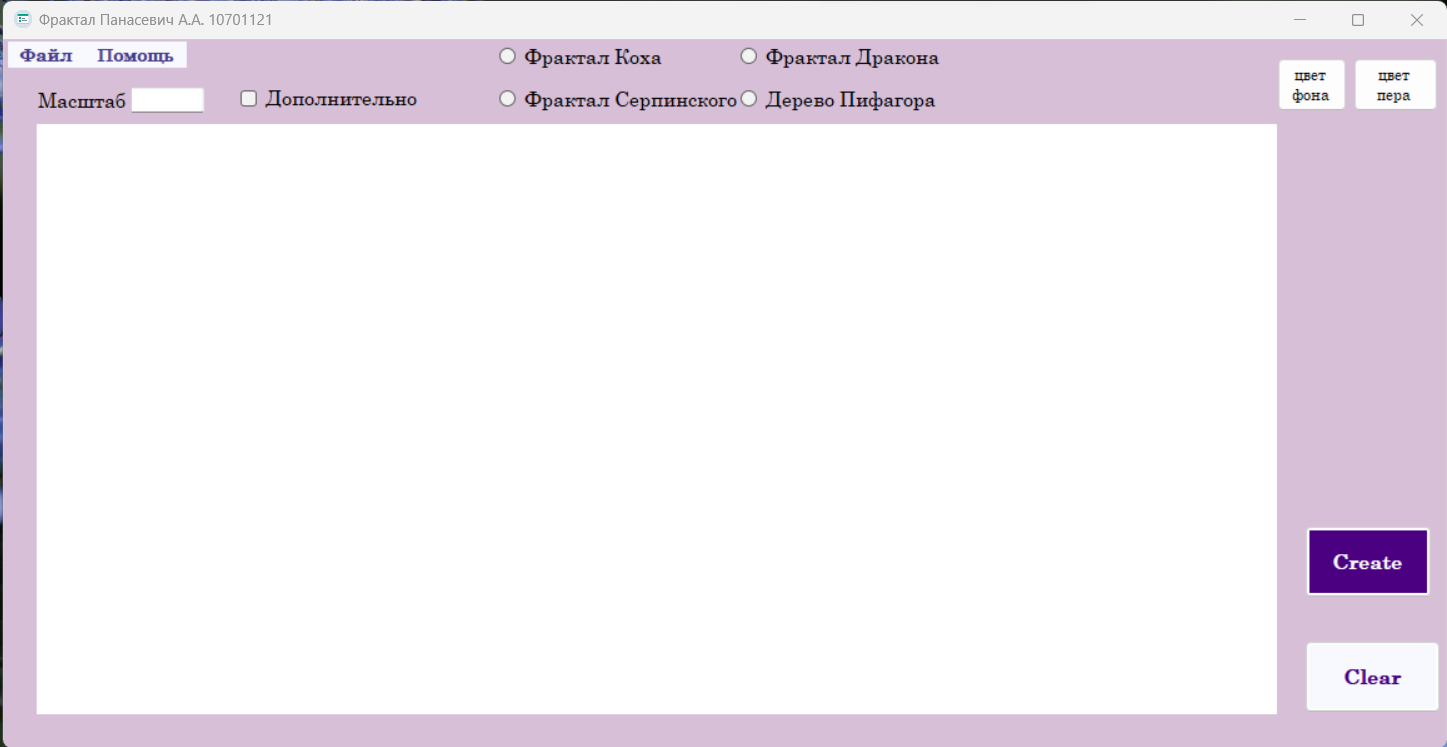 Фрактал Панасевич А.А. 10701121
Файл Помощь
Фрактал Коха Фрактал Дракона
Масштаб Дополнительно Фрактал Серпинского Дерево Пифагора
цвет
фона
цвет
пера
Create
Clear